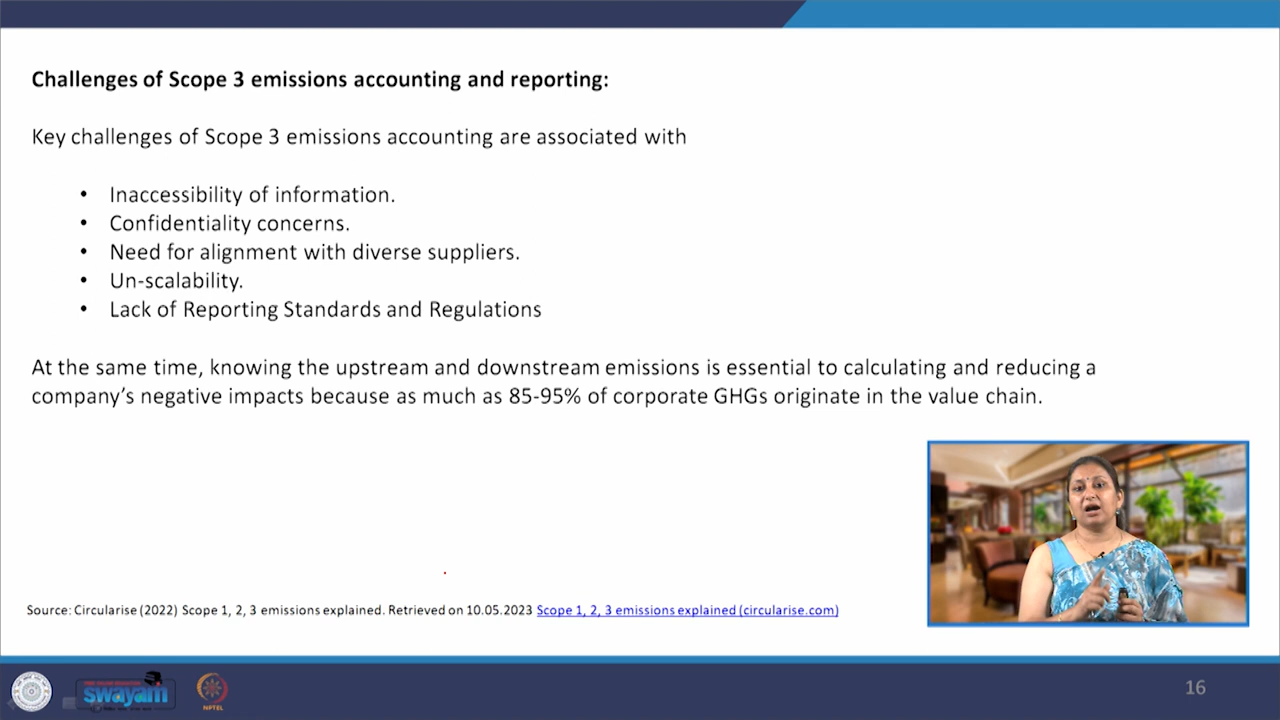 Challenges of Scope 3 emissions accounting and reporting:
Key challenges of Scope 3 emissions accounting are associated with
• Inaccessibility of information.
• Confidentiality concerns.
• Need for alignment with diverse suppliers.
• Un-scalability.
• Lack of Reporting Standards and Regulations
At the same time, knowing the upstream and downstream emissions is essential to calculating and reducing a
company’s negative impacts because as much as 85-95% of corporate GHGs originate in the value chain.
Source: Circularise (2022) Scope 1, 2, 3 emissions explained. Retrieved on 10.05.2023 Scope 1, 2, 3 emissions explained (circularise.com)
swayam
NPTEL
16